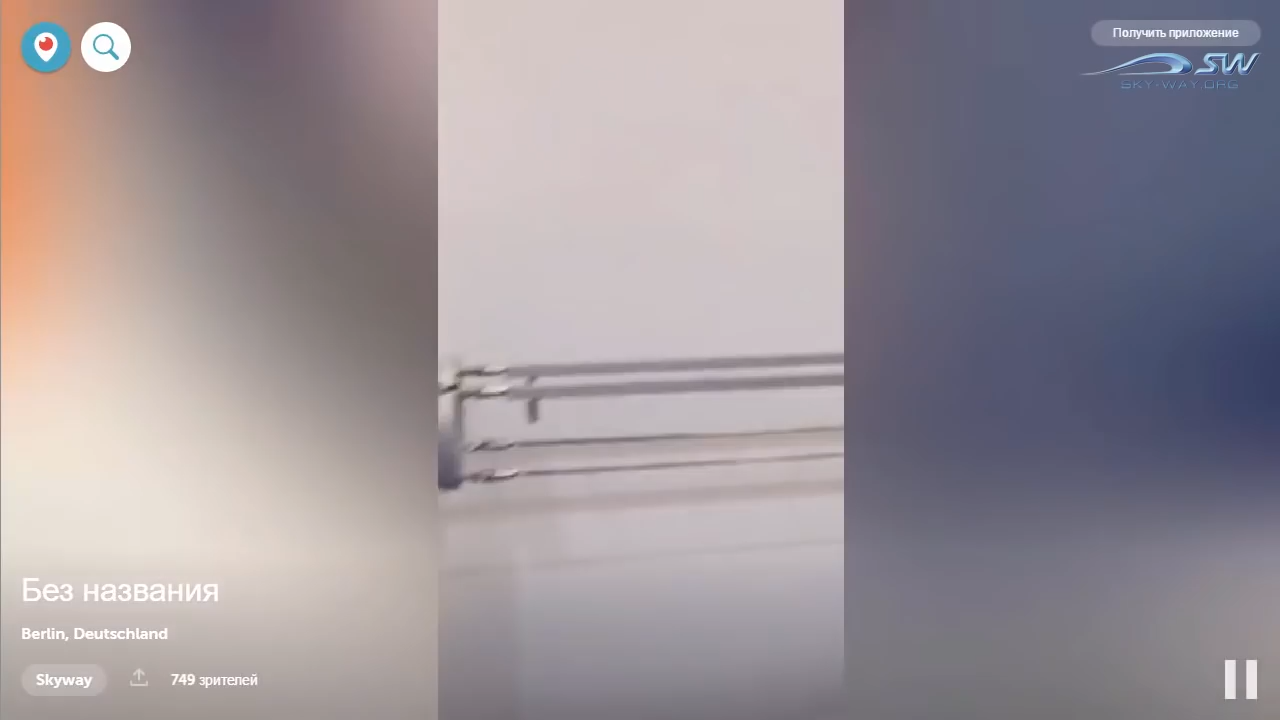 Получить приложение
SW
SKY-WAY.ORG
Без названия
Berlin, Deutschland
Skyway
749 зрителей